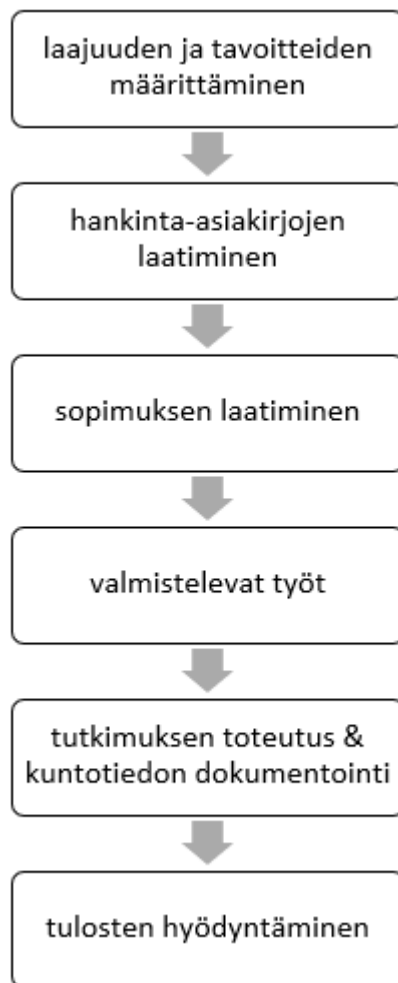 laajuuden ja tavoitteiden
määrittäminen
hankinta-asiakirjojen
laatiminen
sopimuksen laatiminen
valmistelevat työt
tutkimuksen toteutus &
kuntotiedon dokumentointi
tulosten hyödyntäminen